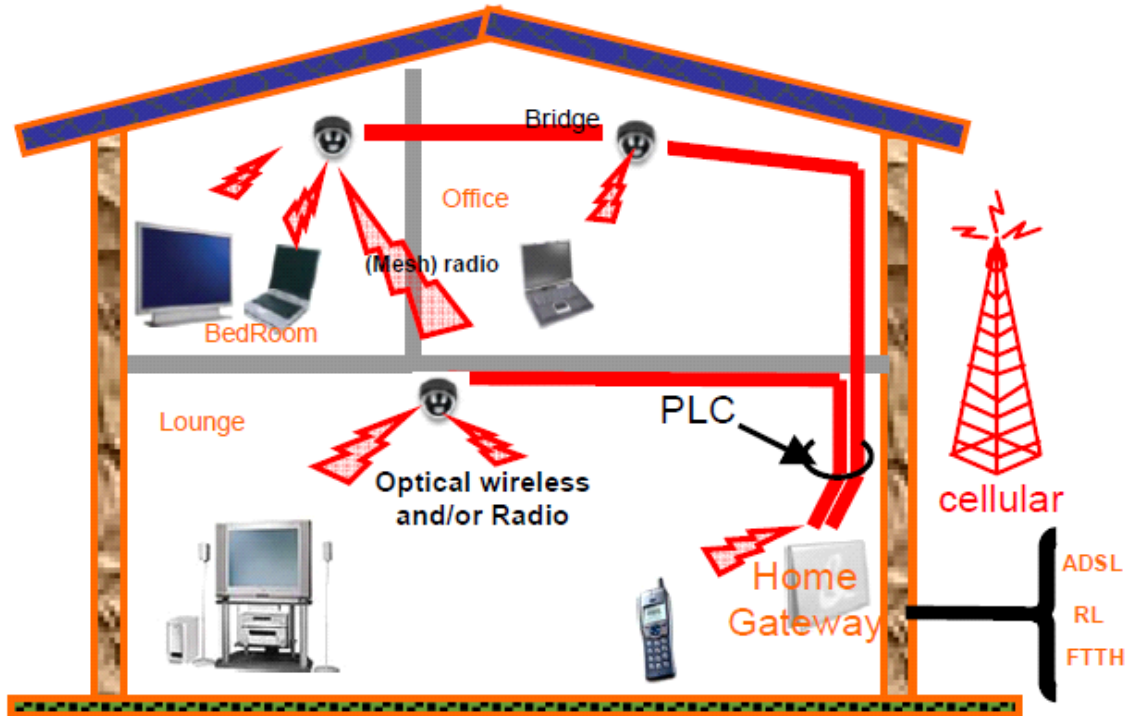 Bridge
Office
(Mesh) radio
BedRoom
Lounge
PLC
Optical wireless
and/or Radio
cellular
Home
Gateway
ADSL
RL
FTTH